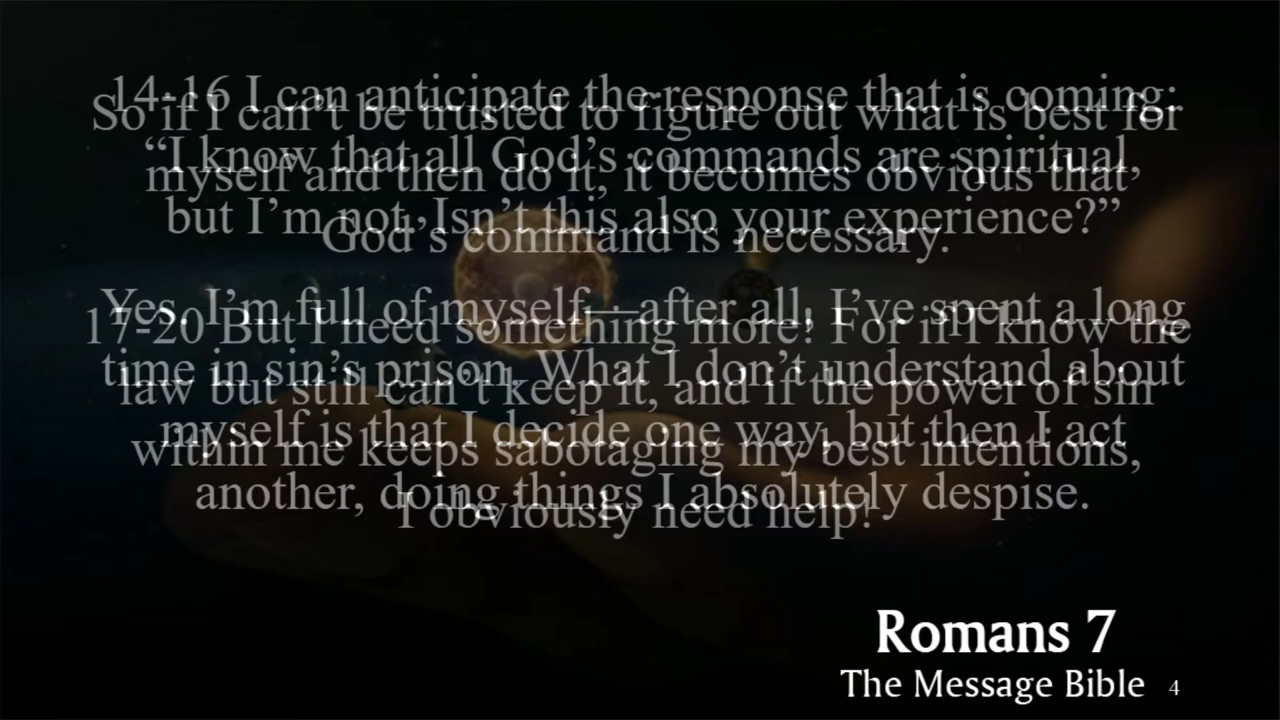 14-16 I can anticipate the response that is coming:
“I know that all God’s commands are spiritual,
but I’m not. Isn’t this also your experience?”
Yes. I’m full of myself—after all, I’ve spent a long
time in sin’s prison. What I don’t understand about
myself is that I decide one way, but then I act
another, doing things I absolutely despise.
So if I can’t be trusted to figure out what is best for
myself and then do it, it becomes obvious that
God’s command is necessary.
17-20 But I need something more! For if I know the
law but still can’t keep it, and if the power of sin
within me keeps sabotaging my best intentions,
I obviously need help!
Romans 7
The Message Bible 4